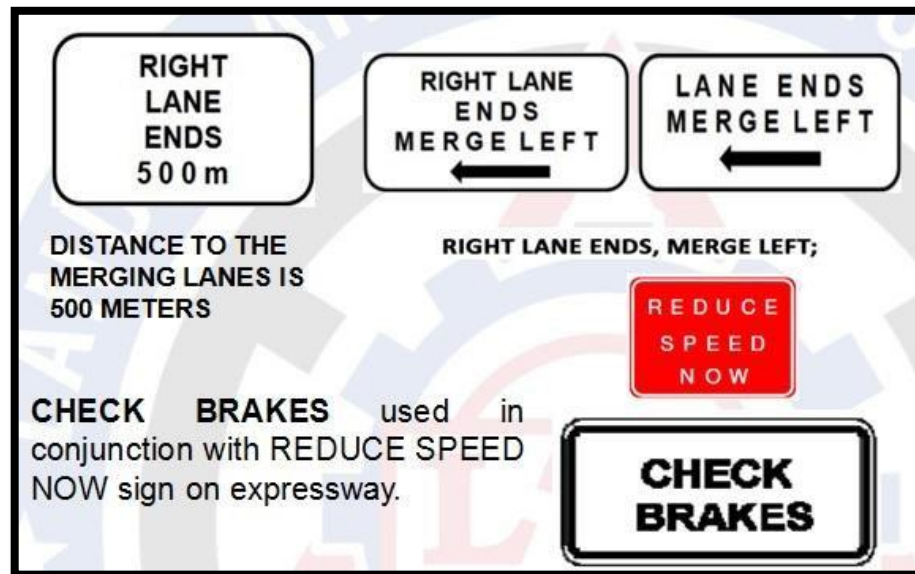 RIGHT
LANE
ENDS
500m
RIGHT LANE
ENDS
MERGE LEFT
LANE ENDS
MERGE LEFT
DISTANCE TO THE
MERGING LANES IS
500 METERS
RIGHT LANE ENDS, MERGE LEFT;
REDUCE
SPEED
NOW
CHECK BRAKES used in
conjunction with REDUCE SPEED
NOW sign on expressway.
CHECK
BRAKES